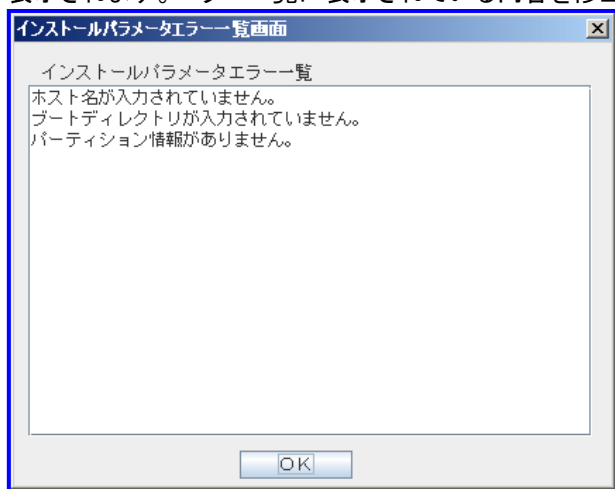 インストールパラメータエラー一覧画面
インストールパラメータエラー一覧
ホスト名が入力されていません。
ブートディレクトリが入力されていません。
パーティション情報がありません。
OK